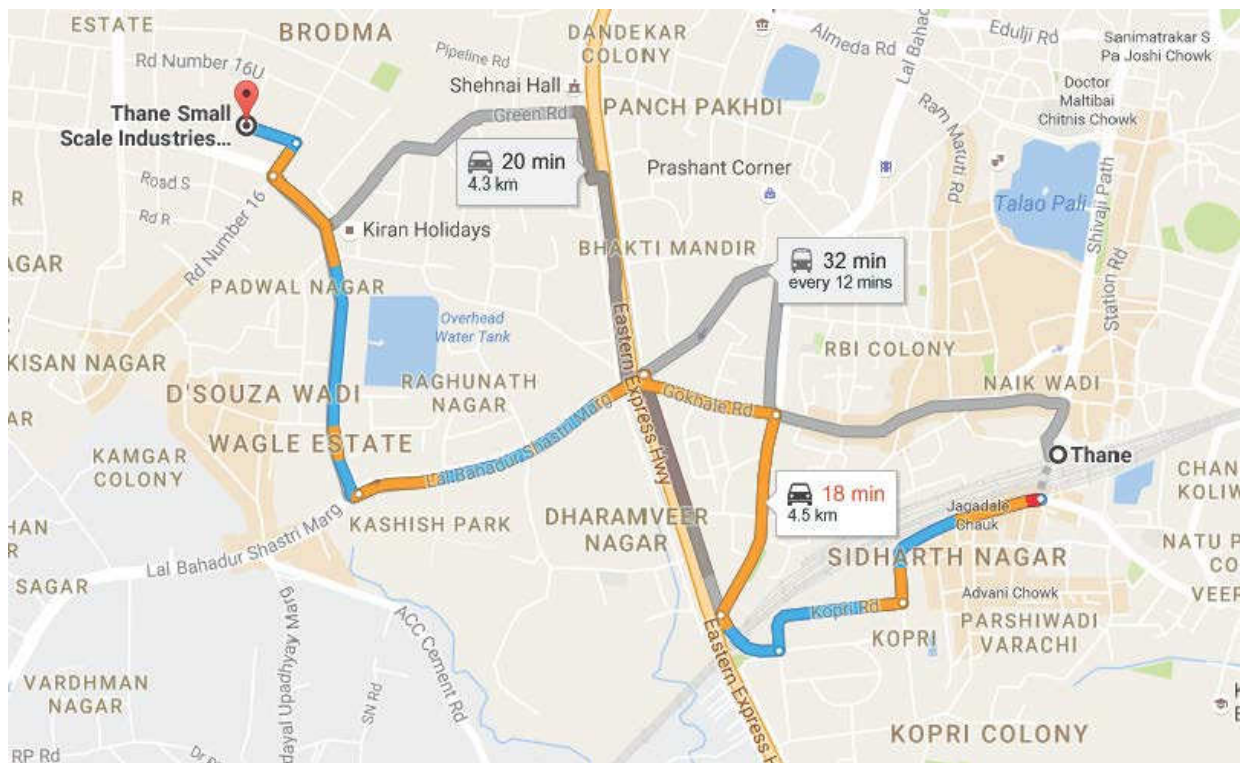 ESTATE
BRODMA
DANDEKAR
COLONY
Almeda Rd
Lal Bahad
Edulji Rd
Sanimatrakar S
Pa Joshi Chowk
Rd Number 16U
Pipeline Rd
Shehnai Hall
Doctor
Maltibai
Chitnis Chowk
Thane Small
Scale Industries...
Green Rd
PANCH PAKHDI
Ram Maruti Rd
20 min
4.3 km
Prashant Corner
Road S
Rd R
Rd Number 16
Talao Pali
Shivaji Path
Kiran Holidays
BHAKTI MANDIR
AGAR
PADWAL NAGAR
32 min
every 12 mins
Station Rd
Overhead
Water Tank
Eastern Express Hwy
RBI COLONY
KISAN NAGAR
D'SOUZA WADI
RAGHUNATH
NAGAR
NAIK WADI
Gokhale Rd
WAGLE ESTATE
KAMGAR
COLONY
Lal Bahadur Shastri Marg
Thane
CHAN
KOLIW
18 min
4.5 km
KASHISH PARK
DHARAMVEER
NAGAR
Jagadale
Chauk
HAN
SIDHARTH NAGAR
NATU P
CO
Lal Bahadur Shastri Marg
SAGAR
Advani Chowk
VEER
Kopri Rd
KOPRI
PARSHIWADI
VARACHI
ACC Cement Rd
dayal Upadhyay Marg
Eastern Express H
VARDHMAN
NAGAR
SN Rd
KOPRI COLONY
RP Rd